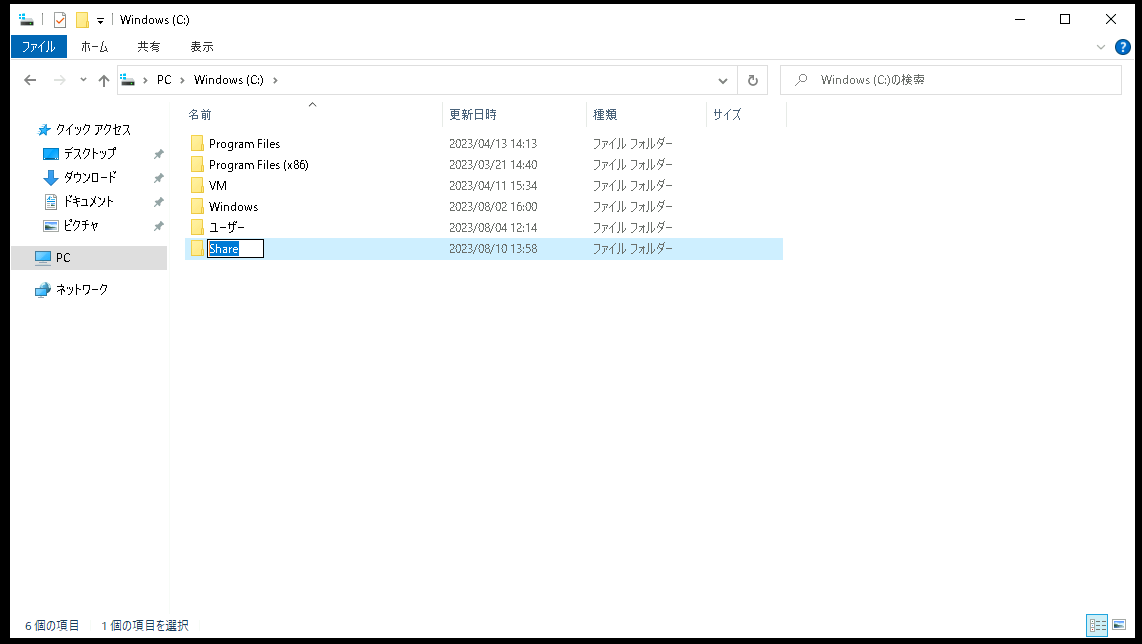 Windows (C:)
ファイル ホーム 共有 表示
PC Windows (C:) Windows (C:)の検索
名前 更新日時 種類 サイズ
クイック アクセス
デスクトップ
ダウンロード
ドキュメント
ピクチャ
PC
ネットワーク
Program Files 2023/04/13 14:13 ファイル フォルダー
Program Files (x86) 2023/03/21 14:40 ファイル フォルダー
VM 2023/04/11 15:34 ファイル フォルダー
Windows 2023/08/02 16:00 ファイル フォルダー
ユーザー 2023/08/04 12:14 ファイル フォルダー
Share 2023/08/10 13:58 ファイル フォルダー
6 個の項目 1 個の項目を選択